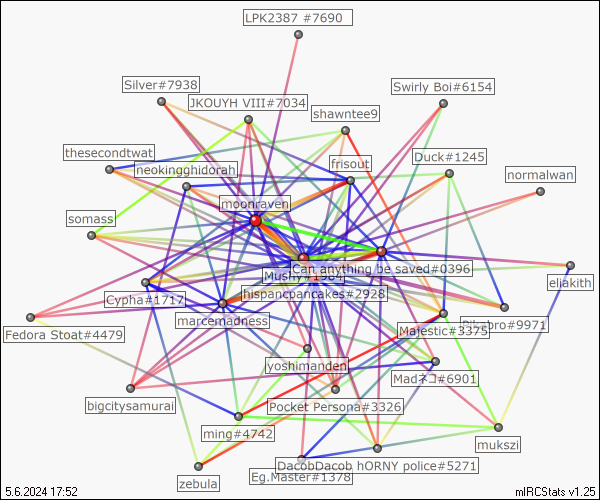 LPK2387 #7690
Silver#7938
Swirly Boi#6154
JKOUYH VIII#7034
shawntee9
thesecondtwat
neokingghidorah
frisout
Duck#1245
normalwan
moonraven
somass
Can anything be saved#0396
Mushy#1984
eliakith
Cypha#1717
hispancpancakes#2928
marcemadness
Fedora Stoat#4479
Majestic#3375
#9971
yoshimanden
Madネコ#6901
bigcitysamurai
Pocket Persona#3326
ming#4742
mukszi
zebula
DacobDacob hORNY police#5271
Eg.Master#1378
5.6.2024 17:52
mIRCStats v1.25